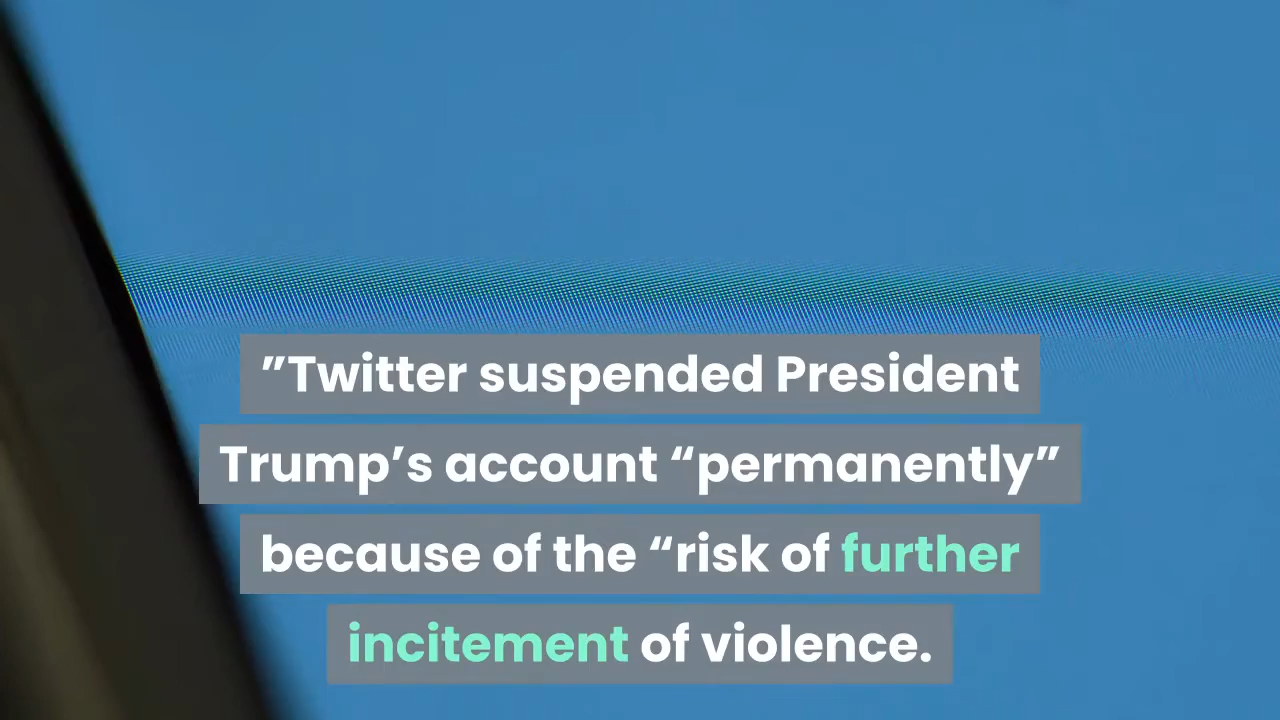 ”Twitter suspended President
Trump’s account “permanently”
because of the “risk of further
incitement of violence.